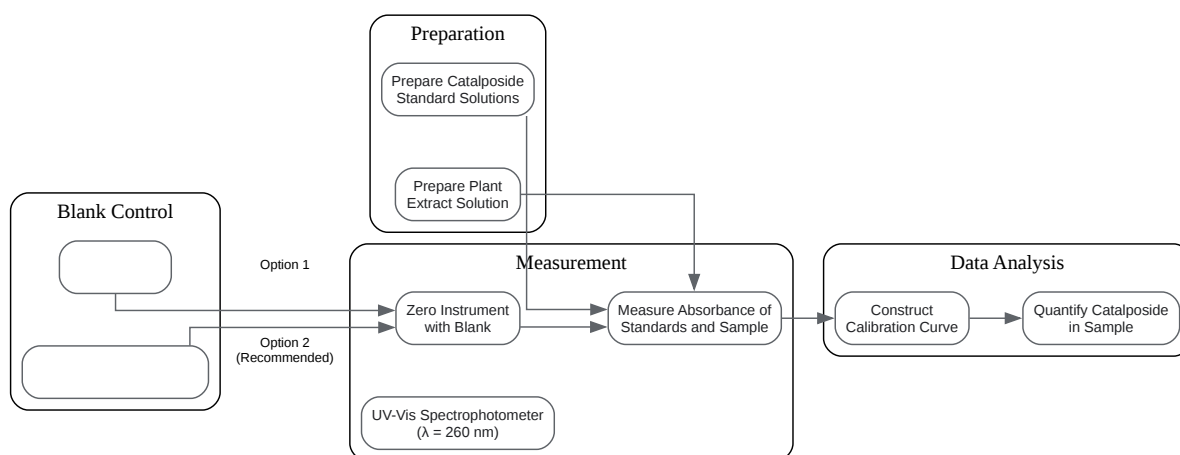 Preparation
Prepare Catalposide
Standard Solutions
Prepare Plant
Extract Solution
Blank Control
Option 1
Option 2
(Recommended)
Measurement
Zero Instrument
with Blank
Measure Absorbance of
Standards and Sample
UV-Vis Spectrophotometer
(λ = 260 nm)
Data Analysis
Construct
Calibration Curve
Quantify Catalposide
in Sample